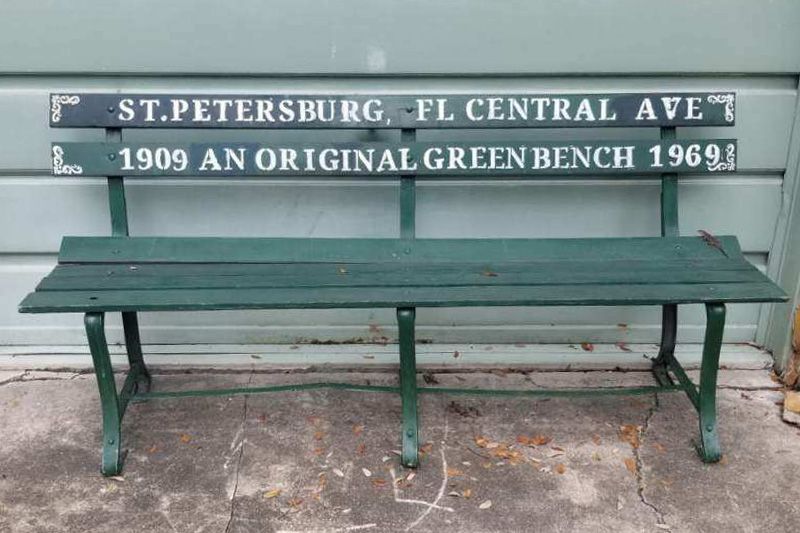 ST. PETERSBURG, FL CENTRAL AVE
1909 AN ORIGINAL GREEN BENCH 1969